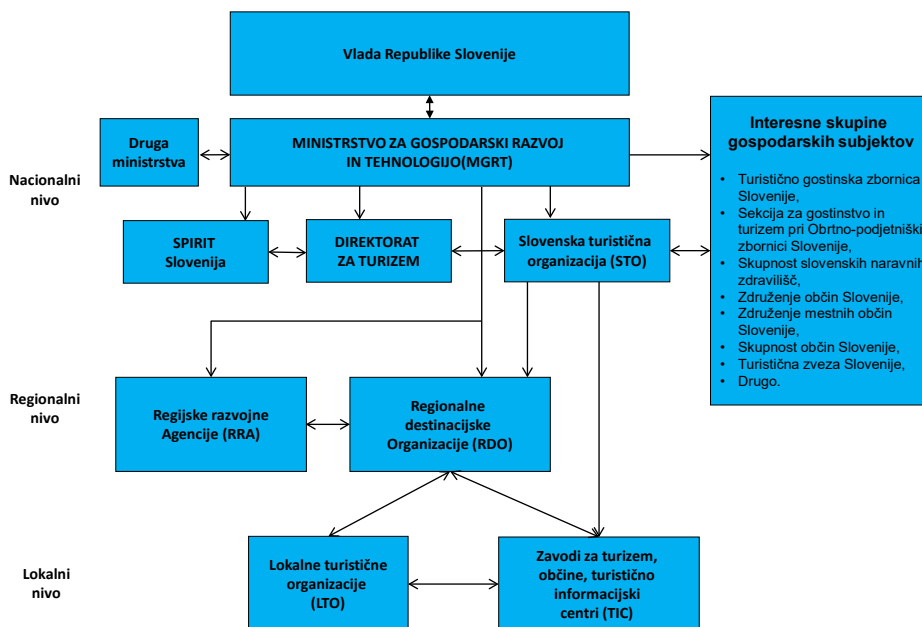 Vlada Republike Slovenije
Druga
ministrstva
MINISTRSTVO ZA GOSPODARSKI RAZVOJ
IN TEHNOLOGIJO(MGRT)
Interesne skupine
gospodarskih subjektov
• Turistično gostinska zbornica
Slovenije,
• Sekcija za gostinstvo in
turizem pri Obrtno-podjetniški
zbornici Slovenije,
• Skupnost slovenskih naravnih
zdravilišč,
• Združenje občin Slovenije,
• Združenje mestnih občin
Slovenije,
• Skupnost občin Slovenije,
• Turistična zveza Slovenije,
• Drugo.
Nacionalni
nivo
SPIRIT
Slovenija
DIREKTORAT
ZA TURIZEM
Slovenska turistična
organizacija (STO)
Regionalni
nivo
Regijske razvojne
Agencije (RRA)
Regionalne
destinacijske
Organizacije (RDO)
Lokalni
nivo
Lokalne turistične
organizacije
(LTO)
Zavodi za turizem,
občine, turistično
informacijski
centri (TIC)